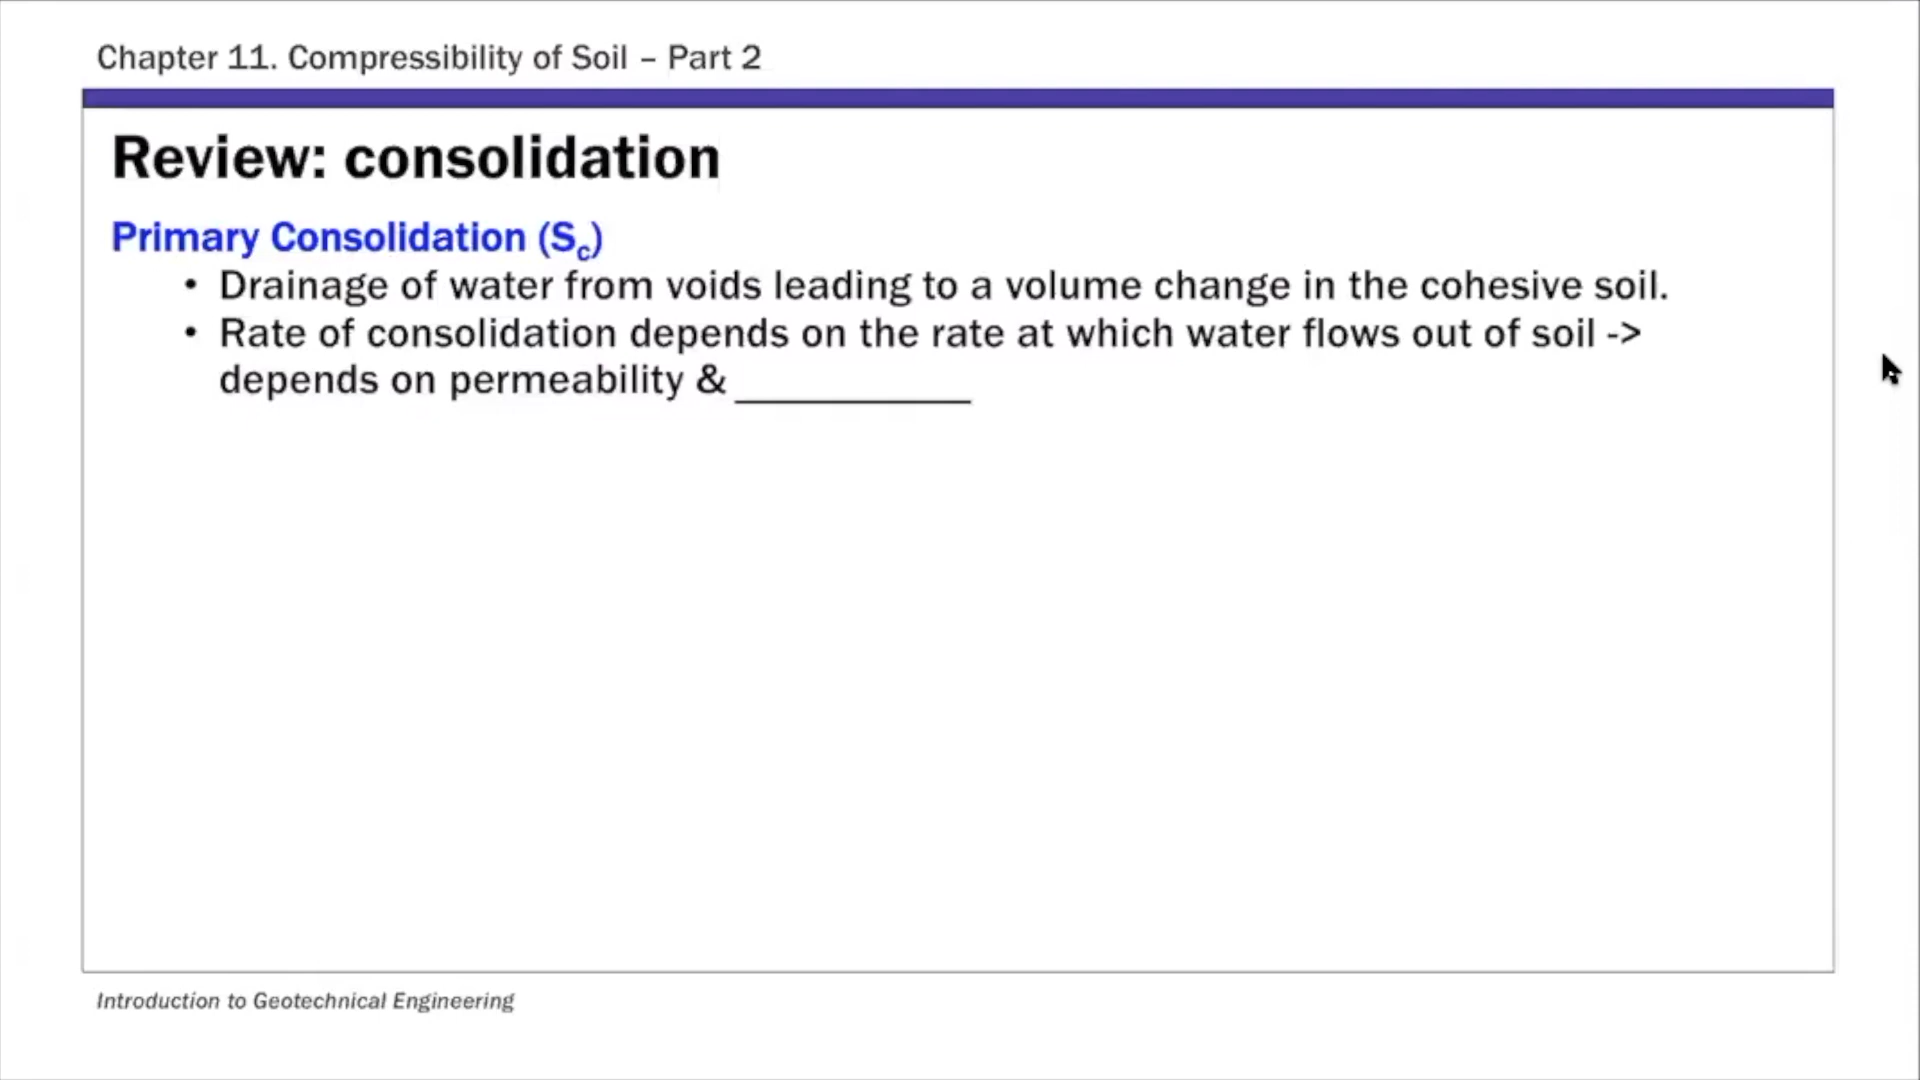 Chapter 11. Compressibility of Soil – Part 2
Review: consolidation
Primary Consolidation (Sc)
• Drainage of water from voids leading to a volume change in the cohesive soil.
• Rate of consolidation depends on the rate at which water flows out of soil ->
depends on permeability & ___________
Introduction to Geotechnical Engineering